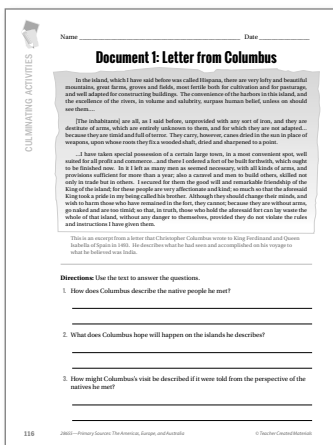 CULMINATING ACTIVITIES
Name Date
Document 1: Letter from Columbus
In the island, which I have said before was called Hispana, there are very lofty and beautiful
mountains, great farms, groves and fields, most fertile both for cultivation and for pasturage,
and well adapted for constructing buildings. The convenience of the harbors in this island, and
the excellence of the rivers, in volume and salubrity, surpass human belief, unless on should
see them....
[The inhabitants] are all, as I said before, unprovided with any sort of iron, and they are
destitute of arms, which are entirely unknown to them, and for which they are not adapted...
because they are timid and full of terror. They carry, however, canes dried in the sun in place of
weapons, upon whose roots they fix a wooded shaft, dried and sharpened to a point.
...I have taken special possession of a certain large town, in a most convenient spot, well
suited for all profit and commerce...and there I ordered a fort of be built forthwith, which ought
to be finished now. In it I left as many men as seemed necessary, with all kinds of arms, and
provisions sufficient for more than a year; also a caravel and men to build others, skilled not
only in trade but in others. I secured for them the good will and remarkable friendship of the
King of the island; for these people are very affectionate and kind; so much so that the aforesaid
King took a pride in my being called his brother. Although they should change their minds, and
wish to harm those who have remained in the fort, they cannot; because they are without arms,
go naked and are too timid; so that, in truth, those who hold the aforesaid fort can lay waste the
whole of that island, without any danger to themselves, provided they do not violate the rules
and instructions I have given them.
This is an excerpt from a letter that Christopher Columbus wrote to King Ferdinand and Queen
Isabella of Spain in 1493. He describes what he had seen and accomplished on his voyage to
what he believed was India.
Directions: Use the text to answer the questions.
1. How does Columbus describe the native people he met?
2. What does Columbus hope will happen on the islands he describes?
3. How might Columbus's visit be described if it were told from the perspective of the
natives he met?
116 28655—Primary Sources: The Americas, Europe, and Australia © Teacher Created Materials